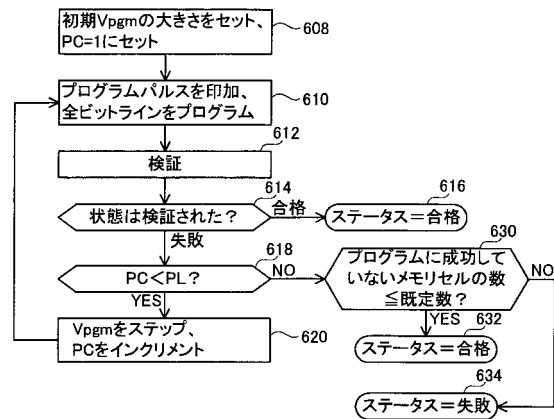 初期Vpgmの大きさをセット、
PC=1にセット
608
プログラムパルスを印加、
全ビットラインをプログラム
610
612
検証
614
状態は検証された？
合格
616
ステータス＝合格
失敗
618
PC<PL？
NO
630
プログラムに成功して
いないメモリセルの数
≦既定数？
NO
YES
Vpgmをステップ、
PCをインクリメント
620
YES
632
ステータス＝合格
634
ステータス＝失敗